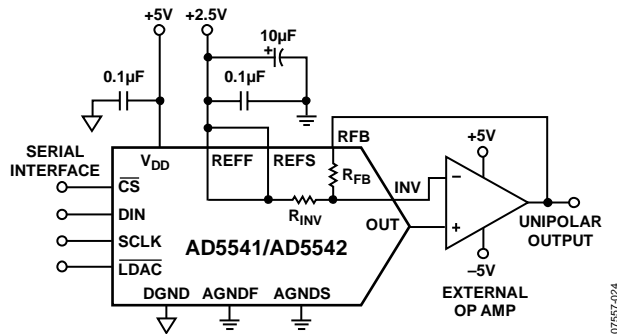 +5V
+2.5V
10µF
+
0.1µF
0.1µF
RFB
+5V
SERIAL
INTERFACE
VDD
REFF
REFS
RFB
INV
CS
RINV
OUT
DIN
SCLK
AD5541/AD5542
LDAC
UNIPOLAR
OUTPUT
–5V
DGND
AGNDF
AGNDS
EXTERNAL
OP AMP
−
+
07557-024